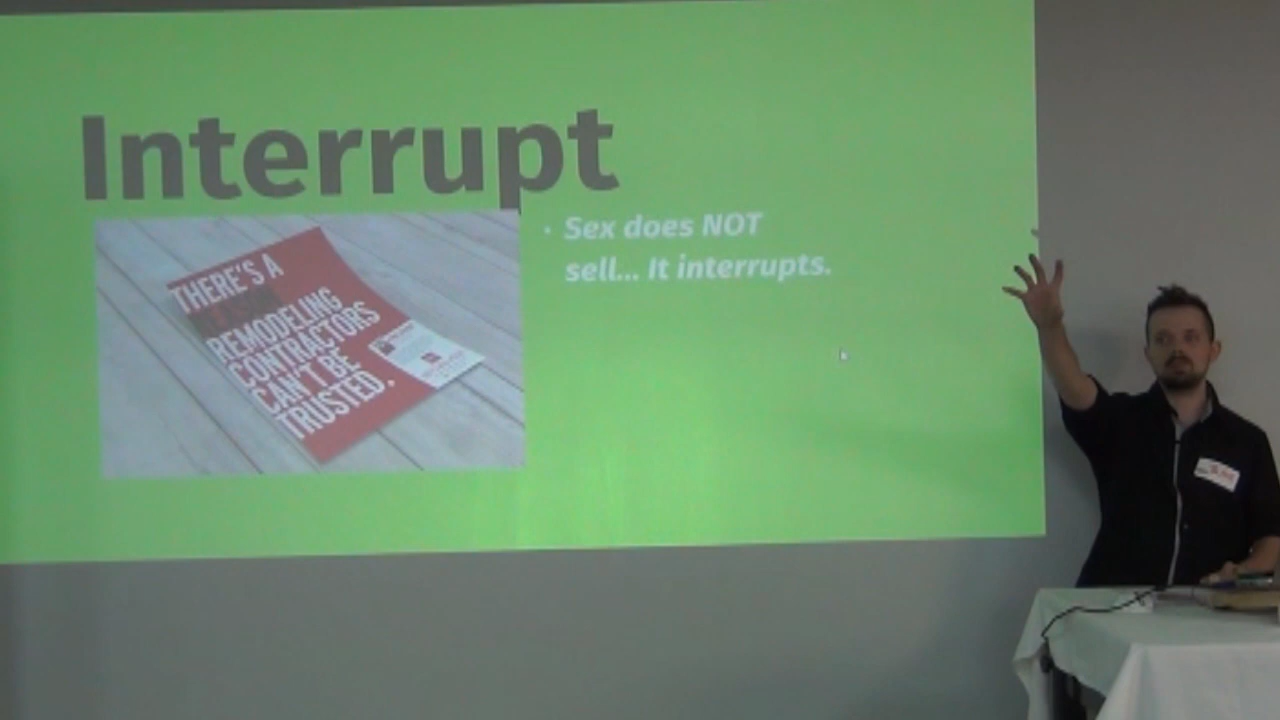 Interrupt
• Sex does NOT
sell... It interrupts.
THERE'S A
REMODELING
CONTRACTORS
CAN'T BE
TRUSTED.